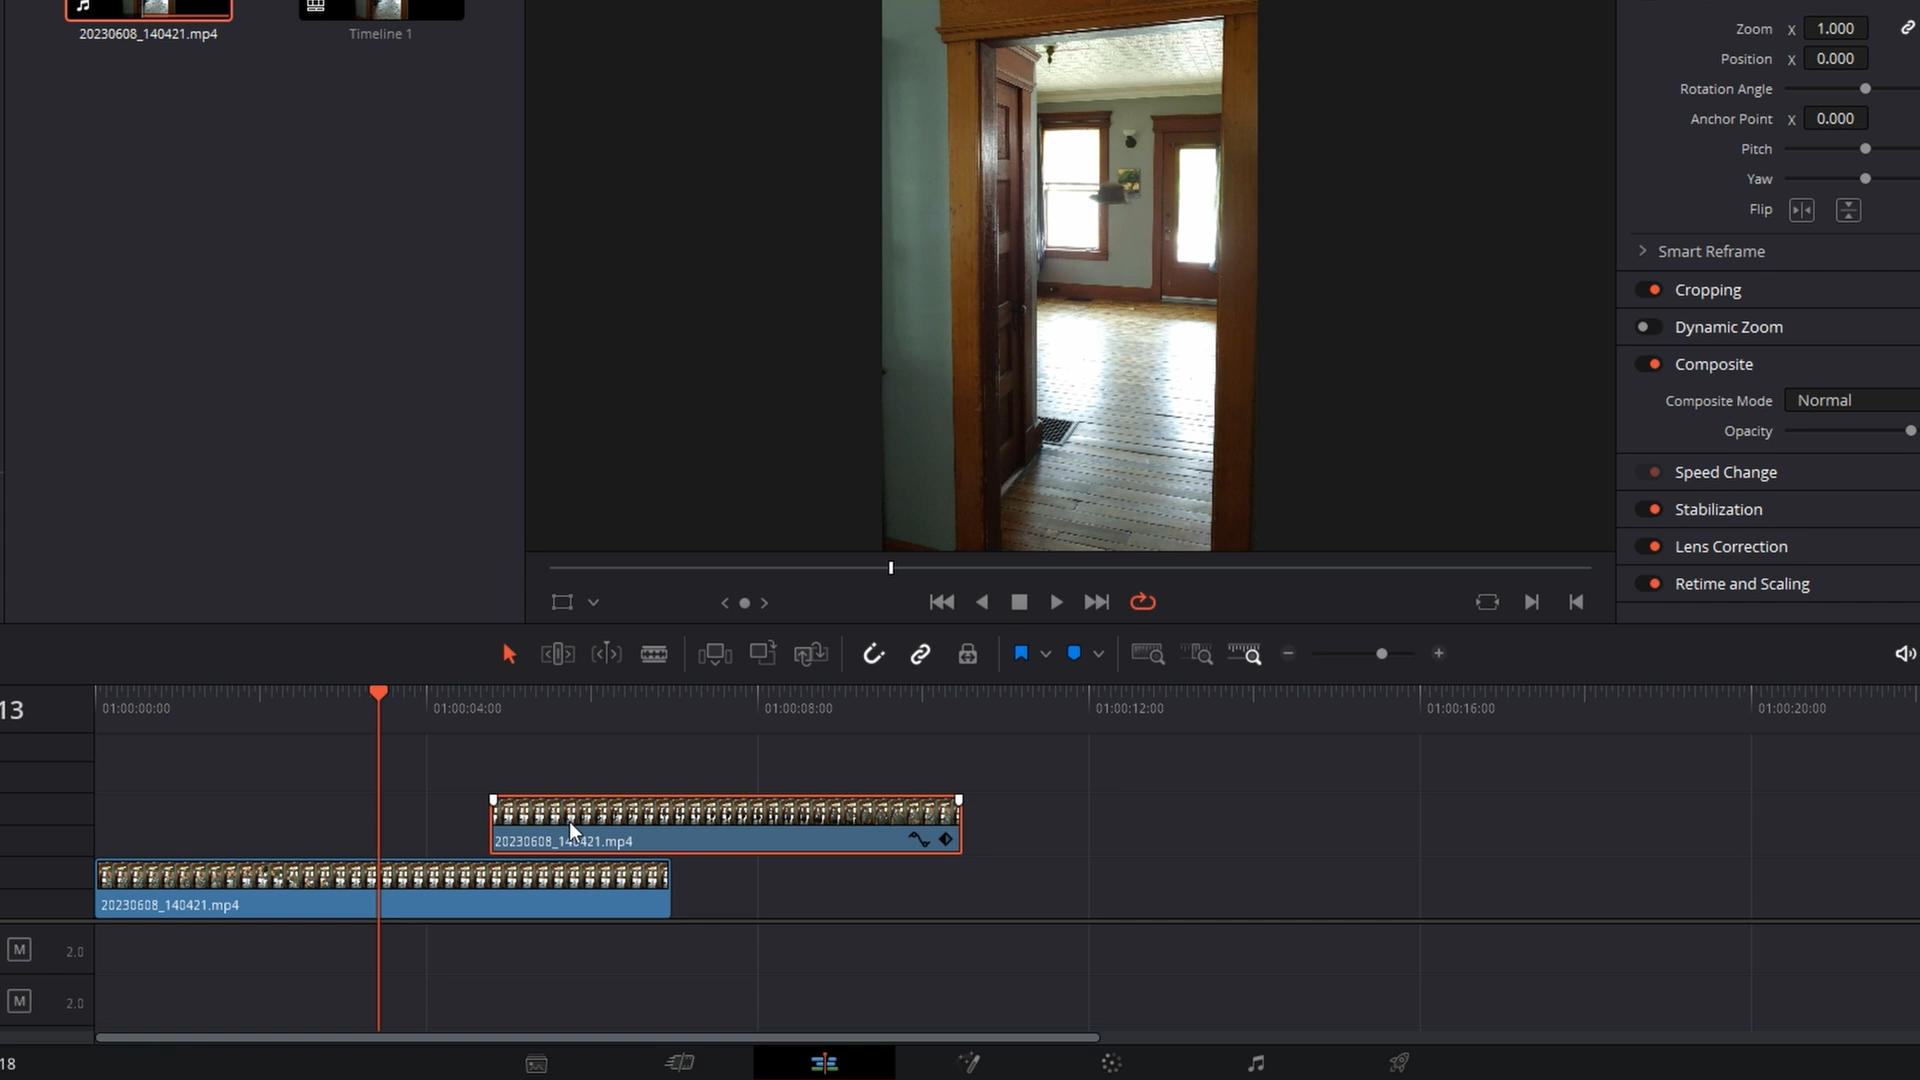 20230608_140421.mp4
Timeline 1
Zoom X 1.000
Position X 0.000
Rotation Angle
Anchor Point X 0.000
Pitch
Yaw
Flip
Smart Reframe
Cropping
Dynamic Zoom
Composite
Composite Mode Normal
Opacity
Speed Change
Stabilization
Lens Correction
Retime and Scaling
13
01:00:00:00 01:00:04:00 01:00:08:00 01:00:12:00 01:00:16:00 01:00:20:00
20230608_140421.mp4
20230608_140421.mp4
M 2.0
M 2.0
18